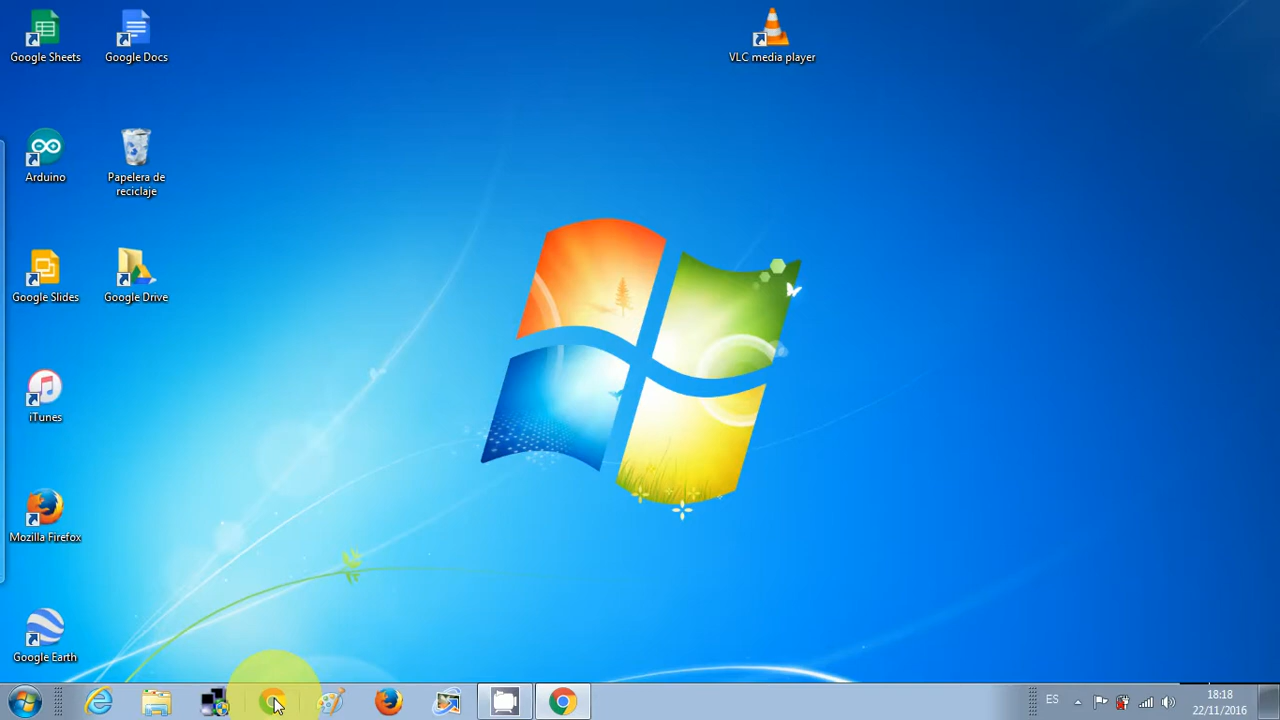 Google Sheets
Google Docs
VLC media player
Arduino
Papelera de
reciclaje
Google Slides
Google Drive
iTunes
Mozilla Firefox
Google Earth
ES
18:18
22/11/2016